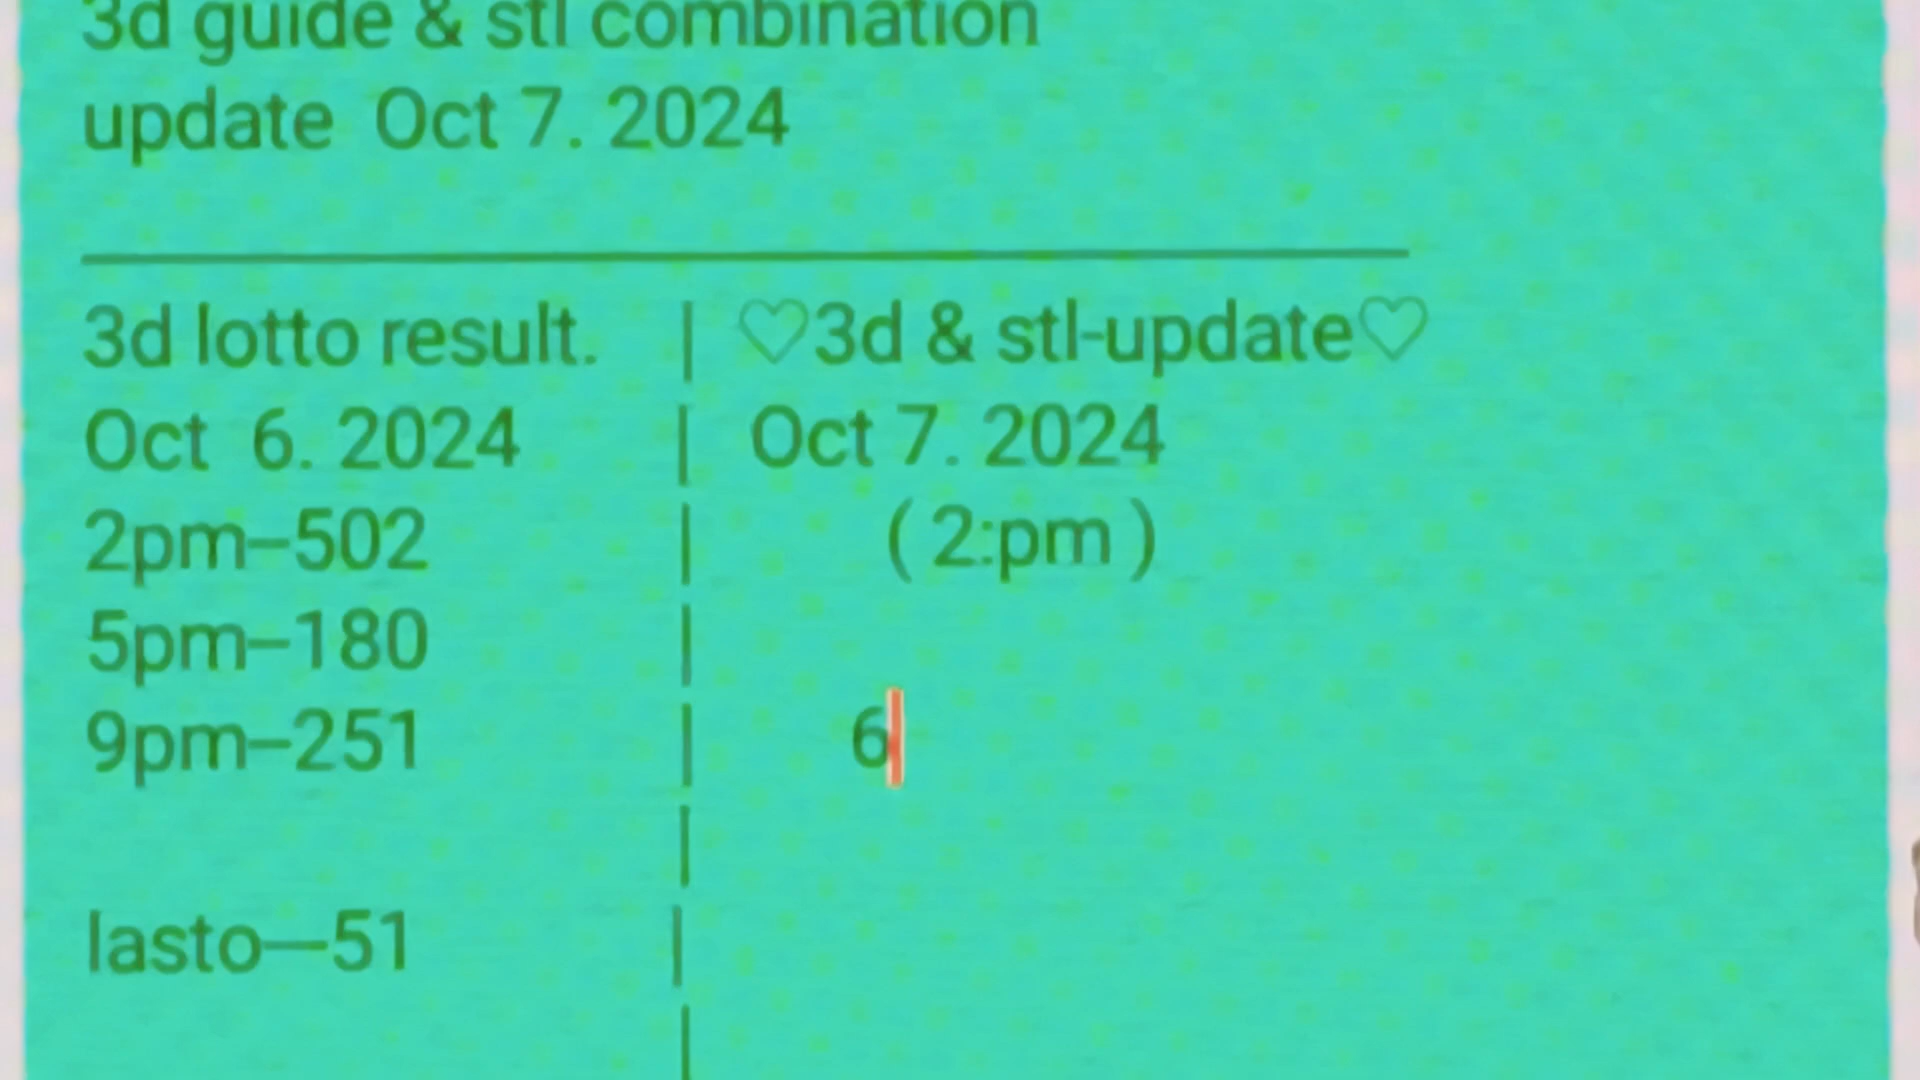 3d guide & stl combination
update Oct 7. 2024
3d lotto result. | ♡3d & stl-update♡
Oct 6. 2024 | Oct 7. 2024
2pm–502 | ( 2:pm )
5pm–180 |
9pm–251 | 6
|
lasto—51 |
|